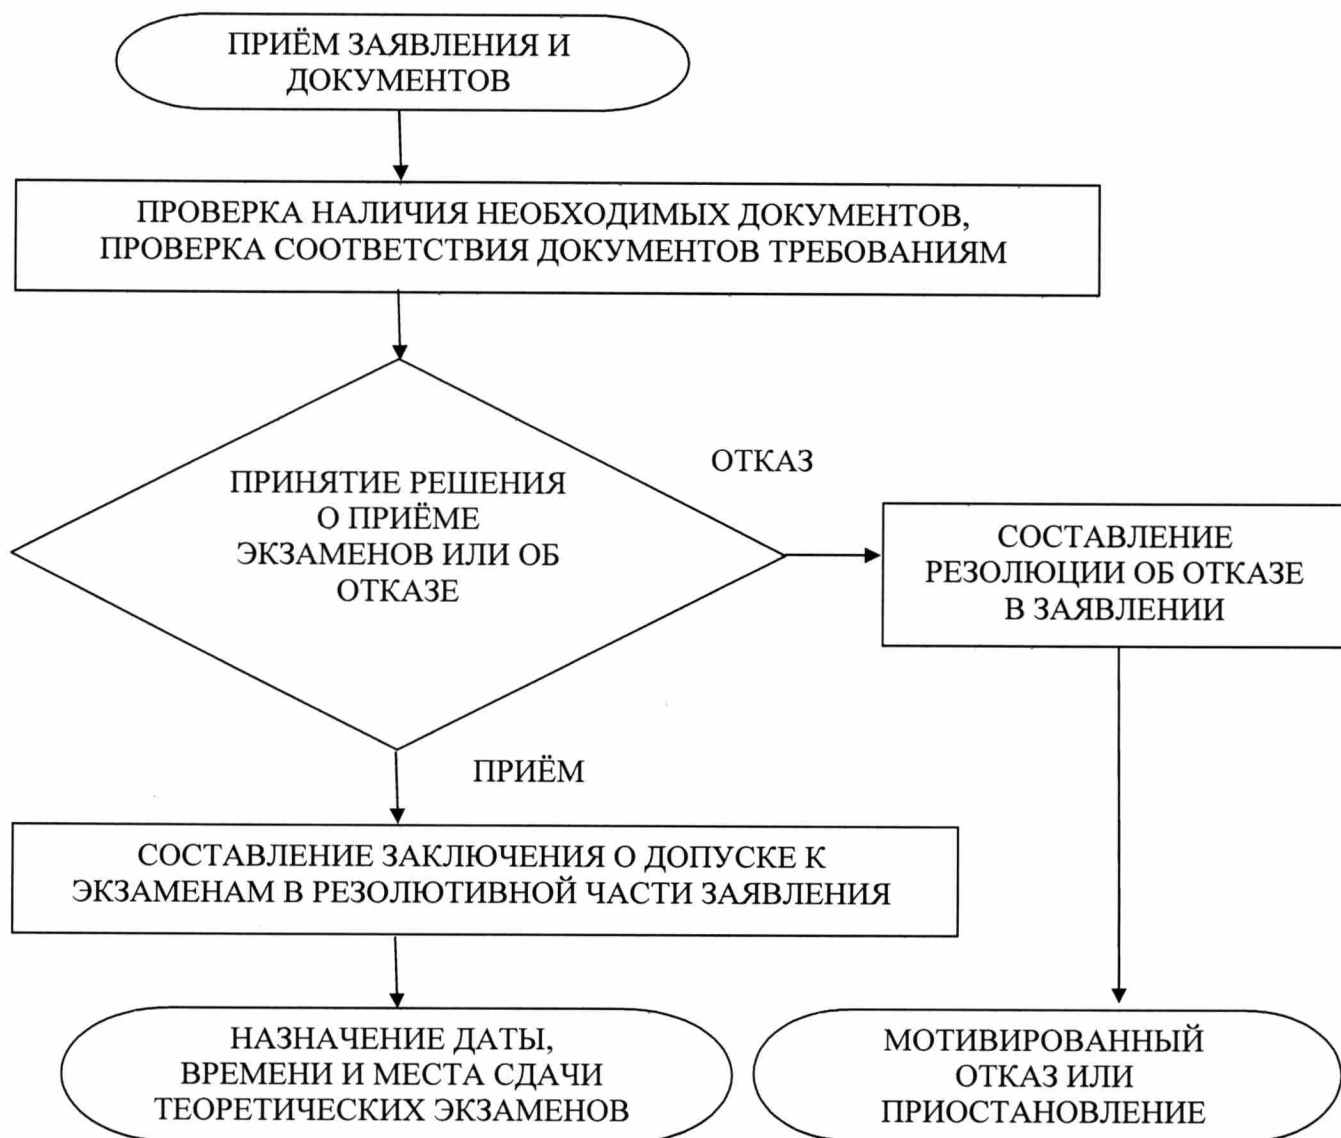 ПРИЁМ ЗАЯВЛЕНИЯ И
ДОКУМЕНТОВ
ПРОВЕРКА НАЛИЧИЯ НЕОБХОДИМЫХ ДОКУМЕНТОВ,
ПРОВЕРКА СООТВЕТСТВИЯ ДОКУМЕНТОВ ТРЕБОВАНИЯМ
ПРИНЯТИЕ РЕШЕНИЯ
О ПРИЁМЕ
ЭКЗАМЕНОВ ИЛИ ОБ
ОТКАЗЕ
ОТКАЗ
СОСТАВЛЕНИЕ
РЕЗОЛЮЦИИ ОБ ОТКАЗЕ
В ЗАЯВЛЕНИИ
ПРИЁМ
СОСТАВЛЕНИЕ ЗАКЛЮЧЕНИЯ О ДОПУСКЕ К
ЭКЗАМЕНАМ В РЕЗОЛЮТИВНОЙ ЧАСТИ ЗАЯВЛЕНИЯ
НАЗНАЧЕНИЕ ДАТЫ,
ВРЕМЕНИ И МЕСТА СДАЧИ
ТЕОРЕТИЧЕСКИХ ЭКЗАМЕНОВ
МОТИВИРОВАННЫЙ
ОТКАЗ ИЛИ
ПРИОСТАНОВЛЕНИЕ